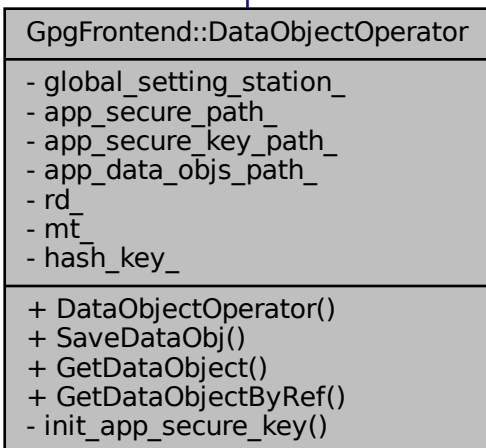 GpgFrontend::DataObjectOperator
- global_setting_station_
- app_secure_path_
- app_secure_key_path_
- app_data_objs_path_
- rd_
- mt_
- hash_key_
+ DataObjectOperator()
+ SaveDataObj()
+ GetDataObject()
+ GetDataObjectByRef()
- init_app_secure_key()